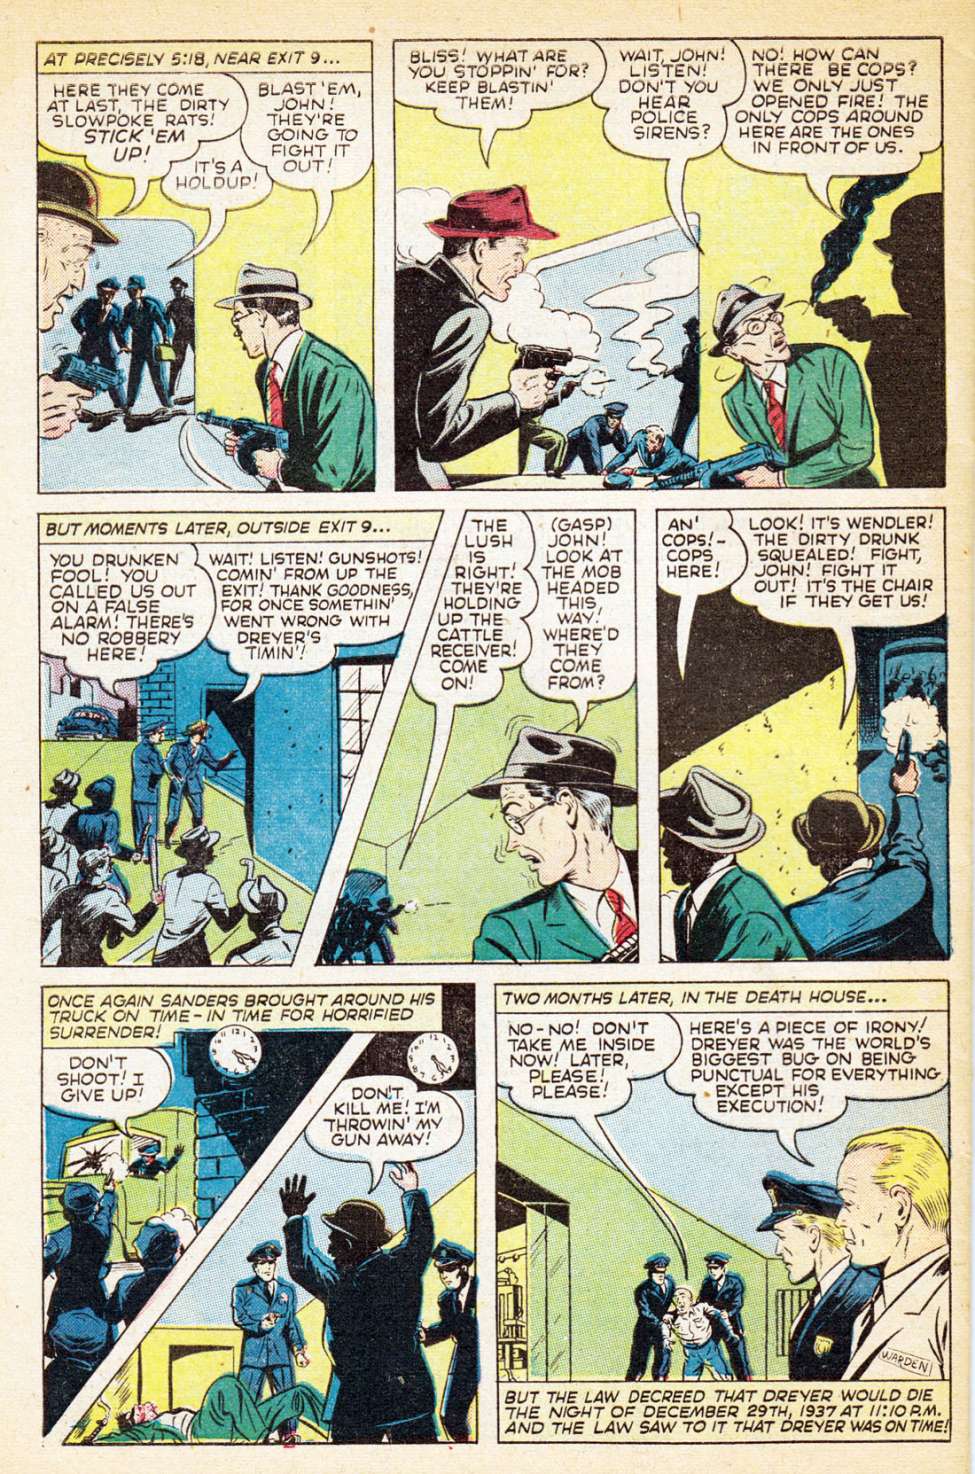 AT PRECISELY 5:18, NEAR EXIT 9...
HERE THEY COME
AT LAST, THE DIRTY
SLOWPOKE RATS!
STICK 'EM
UP!
IT'S A
HOLDUP!
BLAST 'EM,
JOHN!
THEY'RE
GOING TO
FIGHT IT
OUT!
BLISS! WHAT ARE
YOU STOPPIN' FOR?
KEEP BLASTIN'
THEM!
WAIT, JOHN!
LISTEN!
DON'T YOU
HEAR
POLICE
SIRENS?
NO! HOW CAN
THERE BE COPS?
WE ONLY JUST
OPENED FIRE! THE
ONLY COPS AROUND
HERE ARE THE ONES
IN FRONT OF US.
BUT MOMENTS LATER, OUTSIDE EXIT 9...
YOU DRUNKEN
FOOL! YOU
CALLED US OUT
ON A FALSE
ALARM! THERE'S
NO ROBBERY
HERE!
WAIT! LISTEN! GUNSHOTS!
COMIN' FROM UP THE
EXIT! THANK GOODNESS,
FOR ONCE SOMETHIN'
WENT WRONG WITH
DREYER'S
TIMIN'!
THE
LUSH
IS
RIGHT!
THEY'RE
HOLDING
UP THE
CATTLE
RECEIVER!
COME
ON!
(GASP)
JOHN!
LOOK AT
THE MOB
HEADED
THIS
WAY!
WHERE'D
THEY
COME
FROM?
AN'
COPS!-
COPS
HERE!
LOOK! IT'S WENDLER!
THE DIRTY DRUNK
SQUEALED! FIGHT,
JOHN! FIGHT IT
OUT! IT'S THE CHAIR
IF THEY GET US!
ONCE AGAIN SANDERS BROUGHT AROUND HIS
TRUCK ON TIME - IN TIME FOR HORRIFIED
SURRENDER!
DON'T
SHOOT! I
GIVE UP!
DON'T
KILL ME! I'M
THROWIN' MY
GUN AWAY!
TWO MONTHS LATER, IN THE DEATH HOUSE...
NO-NO! DON'T
TAKE ME INSIDE
NOW! LATER,
PLEASE!
PLEASE!
HERE'S A PIECE OF IRONY!
DREYER WAS THE WORLD'S
BIGGEST BUG ON BEING
PUNCTUAL FOR EVERYTHING
EXCEPT HIS
EXECUTION!
WARDEN
BUT THE LAW DECREED THAT DREYER WOULD DIE
THE NIGHT OF DECEMBER 29TH, 1937 AT 11:10 P.M.
AND THE LAW SAW TO IT THAT DREYER WAS ON TIME!